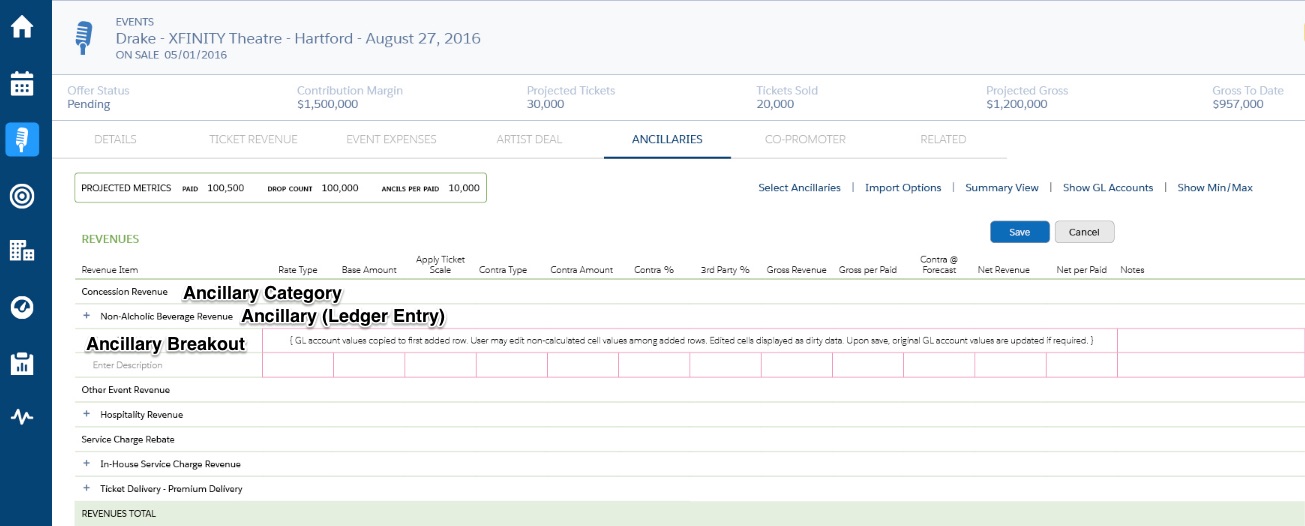 EVENTS
Drake - XFINITY Theatre - Hartford - August 27, 2016
ON SALE 05/01/2016
Offer Status Contribution Margin Projected Tickets Tickets Sold Projected Gross Gross To Date
Pending $1,500,000 30,000 20,000 $1,200,000 $957,000
DETAILS TICKET REVENUE EVENT EXPENSES ARTIST DEAL ANCILLARIES CO-PROMOTER RELATED
PROJECTED METRICS PAID 100,500 DROP COUNT 100,000 ANCILS PER PAID 10,000 Select Ancillaries | Import Options | Summary View | Show GL Accounts | Show Min/Max
REVENUES Save Cancel
Revenue Item Rate Type Base Amount Apply Ticket Scale Contra Type Contra Amount Contra % 3rd Party % Gross Revenue Gross per Paid Contra @ Forecast Net Revenue Net per Paid Notes
Concession Revenue Ancillary Category
+ Non-Alcholic Beverage Revenue Ancillary (Ledger Entry)
Ancillary Breakout { GL account values copied to first added row. User may edit non-calculated cell values among added rows. Edited cells displayed as dirty data. Upon save, original GL account values are updated if required. }
Enter Description
Other Event Revenue
+ Hospitality Revenue
Service Charge Rebate
+ In-House Service Charge Revenue
+ Ticket Delivery - Premium Delivery
REVENUES TOTAL